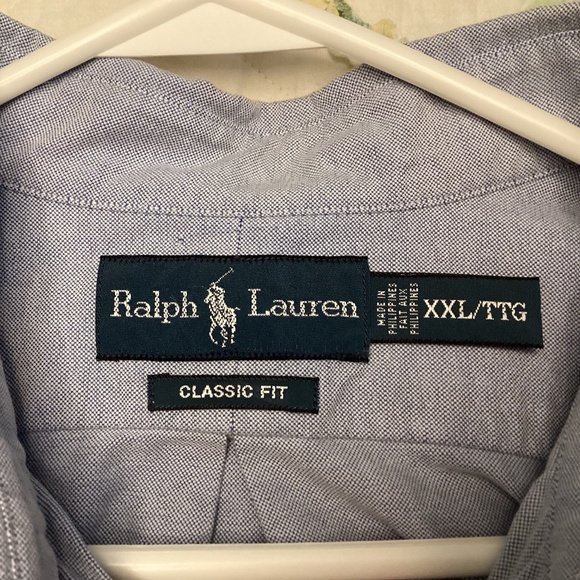 Ralph Lauren
MADE IN
PHILIPPINES
FAIT AUX
PHILIPPINES
XXL/TTG
CLASSIC FIT